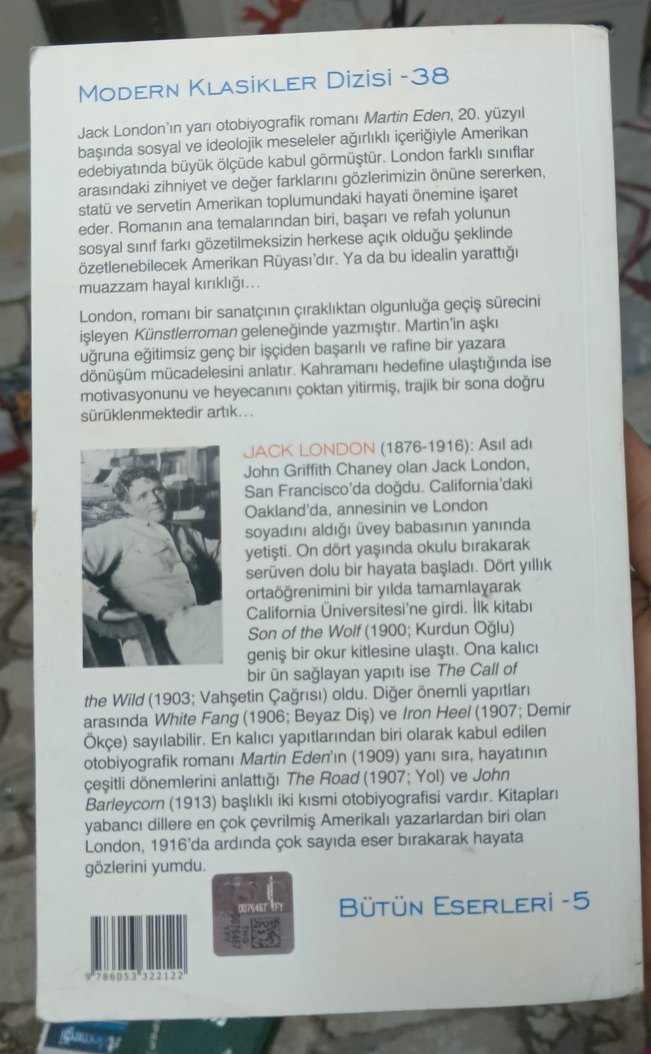 MODERN KLASİKLER DİZİSİ -38
Jack London'ın yarı otobiyografik romanı Martin Eden, 20. yüzyıl
başında sosyal ve ideolojik meseleler ağırlıklı içeriğiyle Amerikan
edebiyatında büyük ölçüde kabul görmüştür. London farklı sınıflar
arasındaki zihniyet ve değer farklarını gözlerimizin önüne sererken,
statü ve servetin Amerikan toplumundaki hayati önemine işaret
eder. Romanın ana temalarından biri, başarı ve refah yolunun
sosyal sınıf farkı gözetilmeksizin herkese açık olduğu şeklinde
özetlenebilecek Amerikan Rüyası'dır. Ya da bu idealin yarattığı
muazzam hayal kırıklığı...
London, romanı bir sanatçının çıraklıktan olgunluğa geçiş sürecini
işleyen Künstlerroman geleneğinde yazmıştır. Martin'in aşkı
uğruna eğitimsiz genç bir işçiden başarılı ve rafine bir yazara
dönüşüm mücadelesini anlatır. Kahramanı hedefine ulaştığında ise
motivasyonunu ve heyecanını çoktan yitirmiş, trajik bir sona doğru
sürüklenmektedir artık...
JACK LONDON (1876-1916): Asıl adı
John Griffith Chaney olan Jack London,
San Francisco'da doğdu. California'daki
Oakland'da, annesinin ve London
soyadını aldığı üvey babasının yanında
yetişti. On dört yaşında okulu bırakarak
serüven dolu bir hayata başladı. Dört yıllık
ortaöğrenimini bir yılda tamamlayarak
California Üniversitesi'ne girdi. İlk kitabı
Son of the Wolf (1900; Kurdun Oğlu)
geniş bir okur kitlesine ulaştı. Ona kalıcı
bir ün sağlayan yapıtı ise The Call of
the Wild (1903; Vahşetin Çağrısı) oldu. Diğer önemli yapıtları
arasında White Fang (1906; Beyaz Diş) ve Iron Heel (1907; Demir
Ökçe) sayılabilir. En kalıcı yapıtlarından biri olarak kabul edilen
otobiyografik romanı Martin Eden'ın (1909) yanı sıra, hayatının
çeşitli dönemlerini anlattığı The Road (1907; Yol) ve John
Barleycorn (1913) başlıklı iki kısmi otobiyografisi vardır. Kitapları
yabancı dillere en çok çevrilmiş Amerikalı yazarlardan biri olan
London, 1916'da ardında çok sayıda eser bırakarak hayata
gözlerini yumdu.
0076467 YFY
BÜTÜN ESERLERİ -5
9 786053 322122